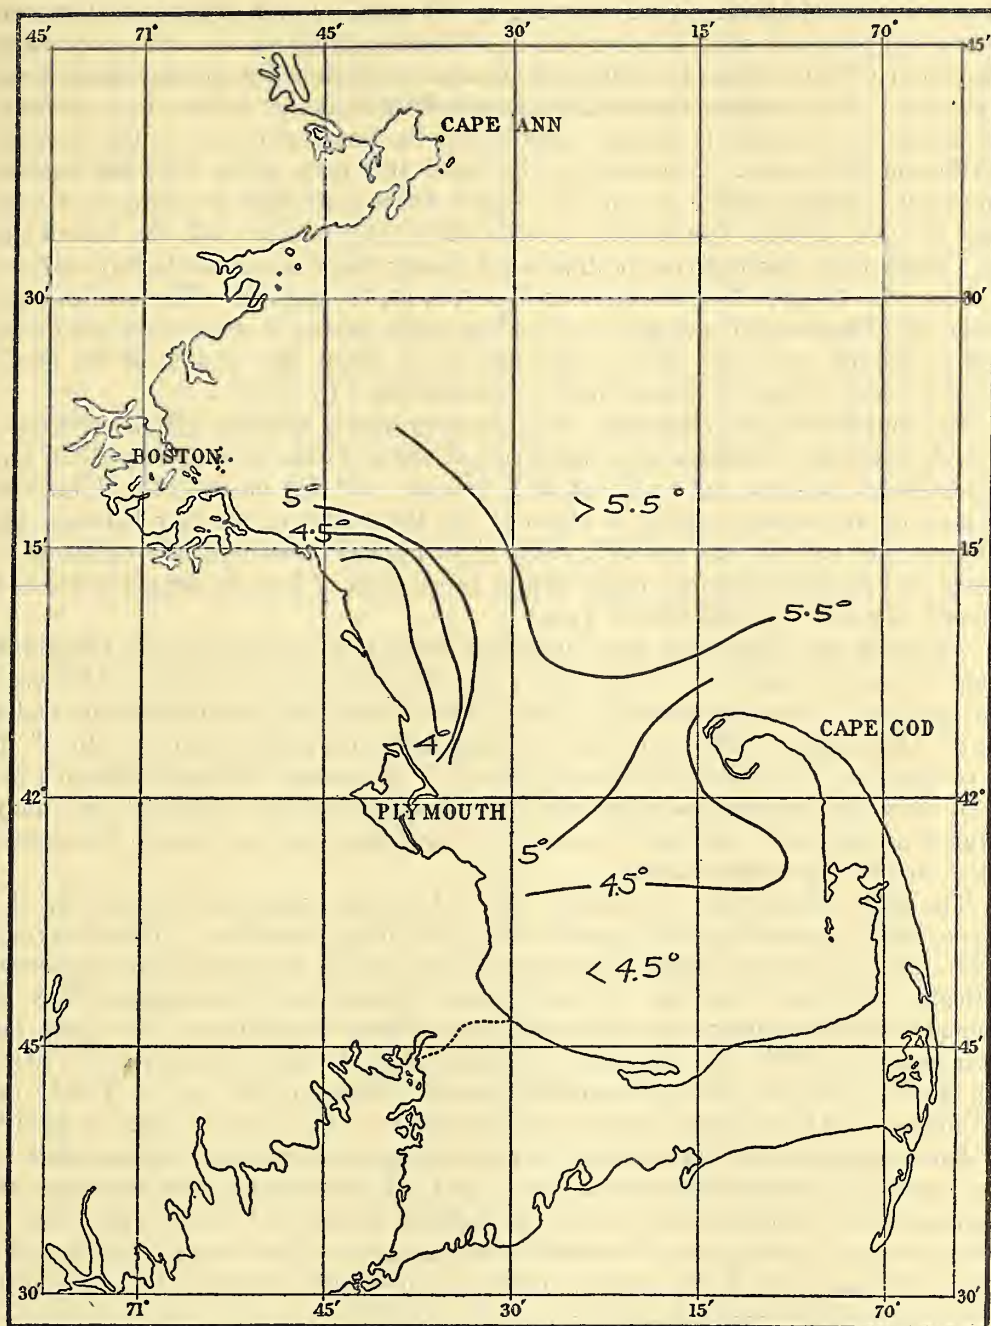 45′ 71° 45′ 30′ 15′ 70°
45′ 45′
CAPE ANN
30′ 30′
BOSTON
5°
> 5.5°
4.5°
15′ 15′
5.5°
CAPE COD
4°
42° 42°
PLYMOUTH
5°
45°
< 4.5°
45′ 45′
30′ 30′
71° 45′ 30′ 15′ 70°